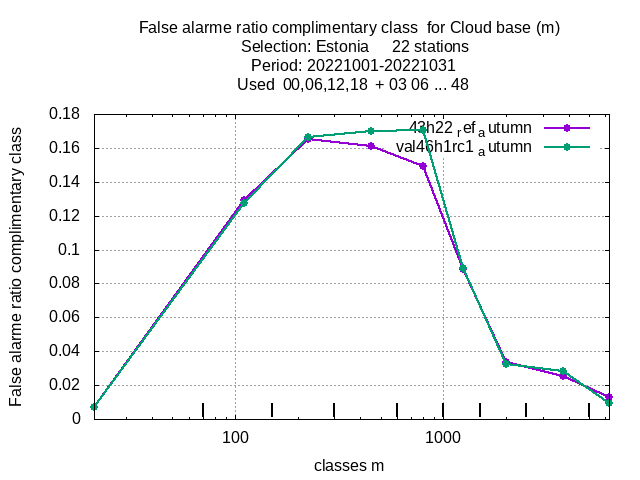 False alarme ratio complimentary class  for Cloud base (m)
Selection: Estonia     22 stations
Period: 20221001-20221031
Used  00,06,12,18  + 03 06 ... 48
False alarme ratio complimentary class
0.18
0.16
0.14
0.12
0.1
0.08
0.06
0.04
0.02
0
43h22 ref a utumn
val46h1rc1 a utumn
100
1000
classes m